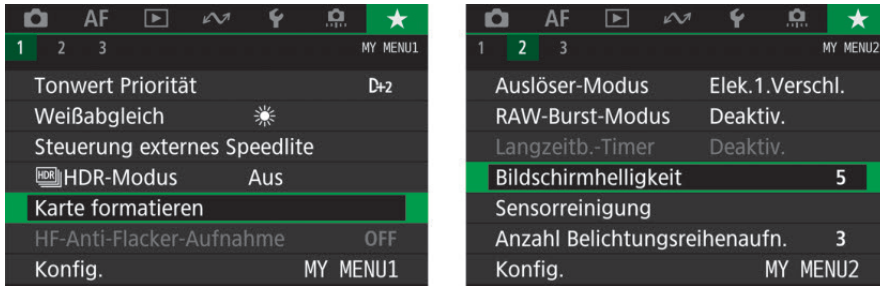 AF
1 2 3 MY MENU1
Tonwert Priorität D+2
Weißabgleich
Steuerung externes Speedlite
HDR HDR-Modus Aus
Karte formatieren
HF-Anti-Flacker-Aufnahme OFF
Konfig. MY MENU1
AF
1 2 3 MY MENU2
Auslöser-Modus Elek.1.Verschl.
RAW-Burst-Modus Deaktiv.
Langzeitb.-Timer Deaktiv.
Bildschirmhelligkeit 5
Sensorreinigung
Anzahl Belichtungsreihenaufn. 3
Konfig. MY MENU2